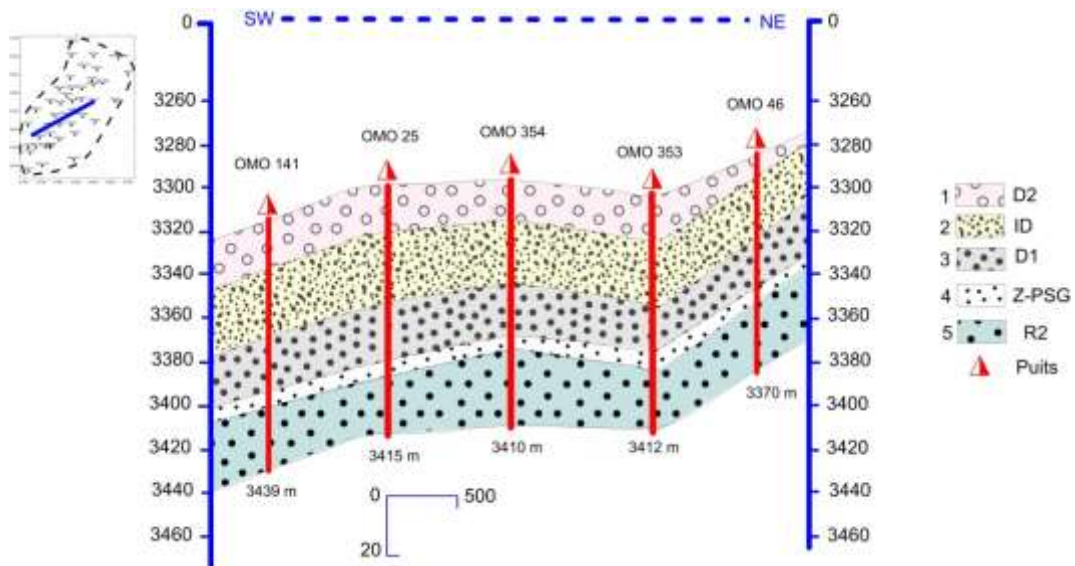 SW NE
0 0
3260 3260
3280 3280
3300 3300
3320 3320
3340 3340
3360 3360
3380 3380
3400 3400
3420 3420
3440 3440
3460 3460
OMO 141
OMO 25
OMO 354
OMO 353
OMO 46
3439 m
3415 m
3410 m
3412 m
3370 m
0 500
20
1 D2
2 ID
3 D1
4 Z-PSG
5 R2
Puits